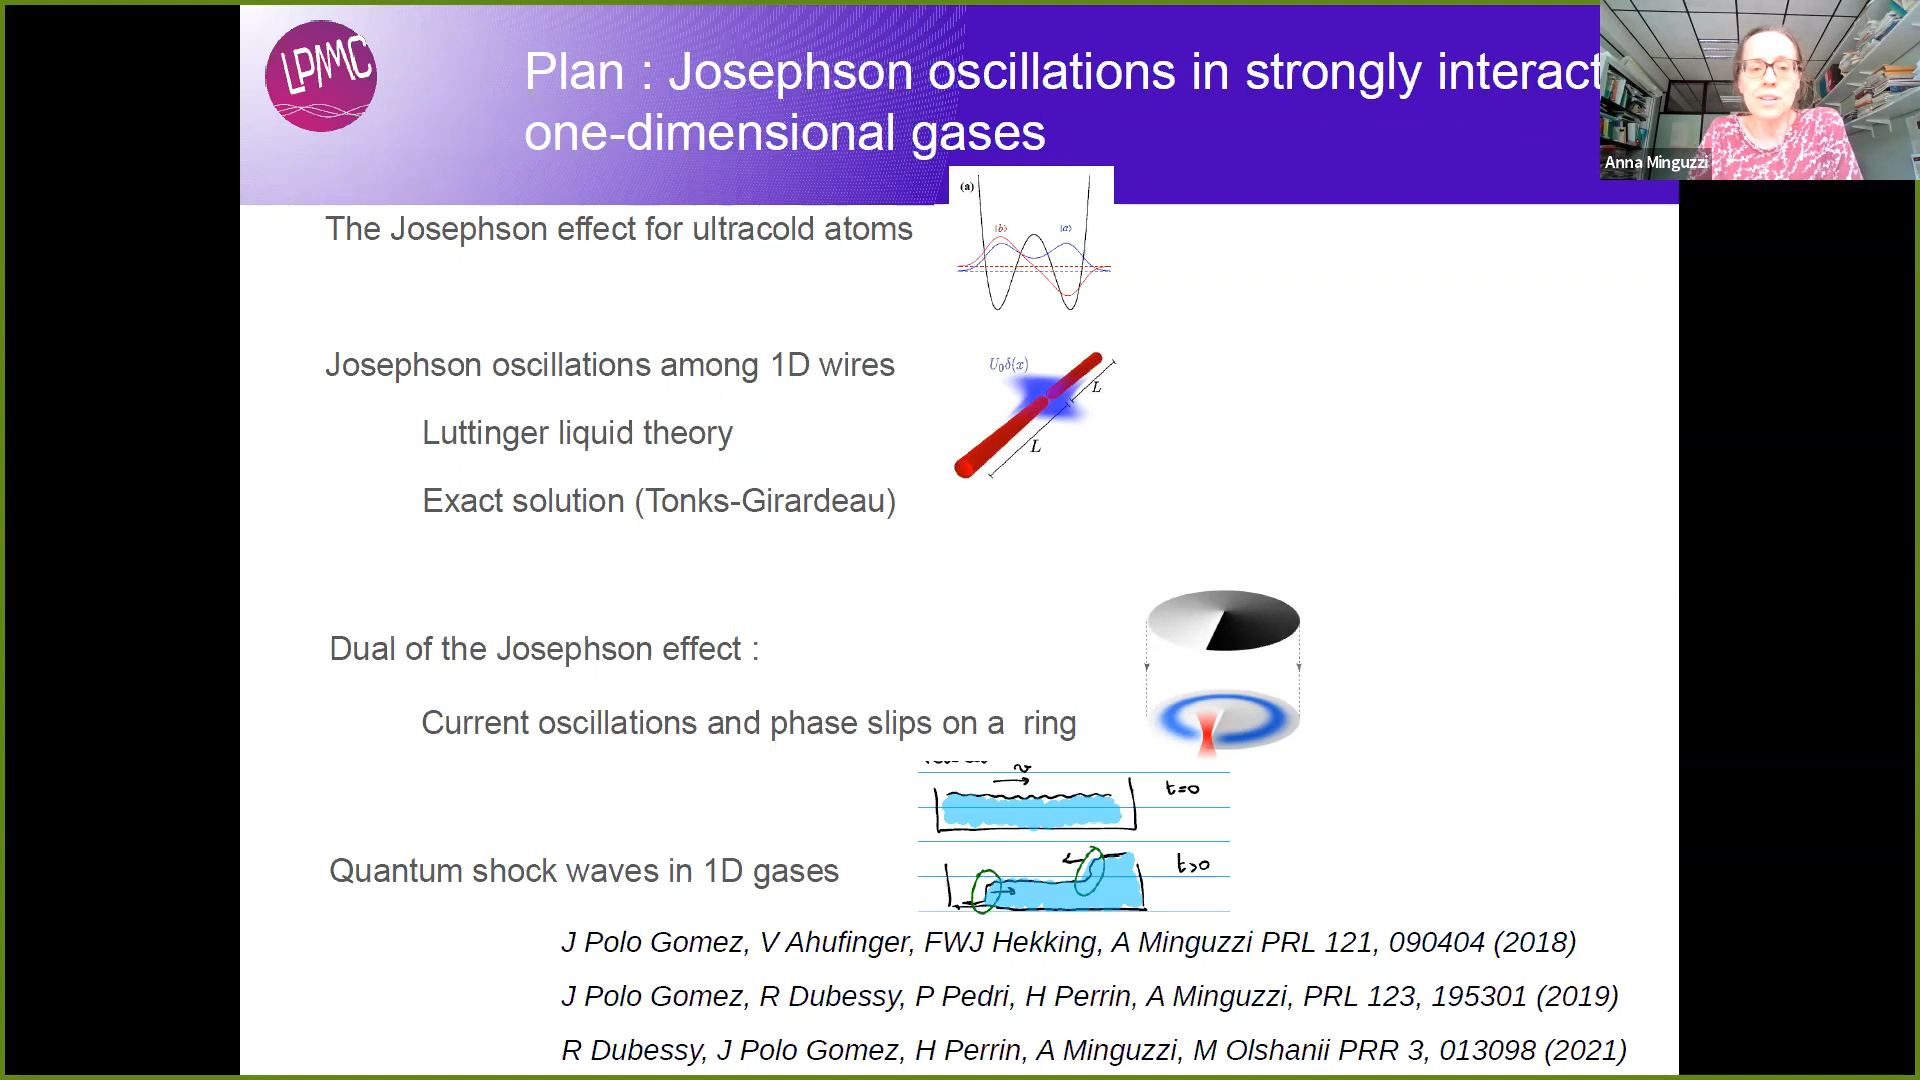 LPMMC
Plan : Josephson oscillations in strongly interact
one-dimensional gases
Anna Minguzzi
(a)
|b⟩
|a⟩
The Josephson effect for ultracold atoms
Josephson oscillations among 1D wires
U₀δ(x)
L
L
Luttinger liquid theory
Exact solution (Tonks-Girardeau)
Dual of the Josephson effect :
Current oscillations and phase slips on a ring
t=0
Quantum shock waves in 1D gases
t>0
J Polo Gomez, V Ahufinger, FWJ Hekking, A Minguzzi PRL 121, 090404 (2018)
J Polo Gomez, R Dubessy, P Pedri, H Perrin, A Minguzzi, PRL 123, 195301 (2019)
R Dubessy, J Polo Gomez, H Perrin, A Minguzzi, M Olshanii PRR 3, 013098 (2021)